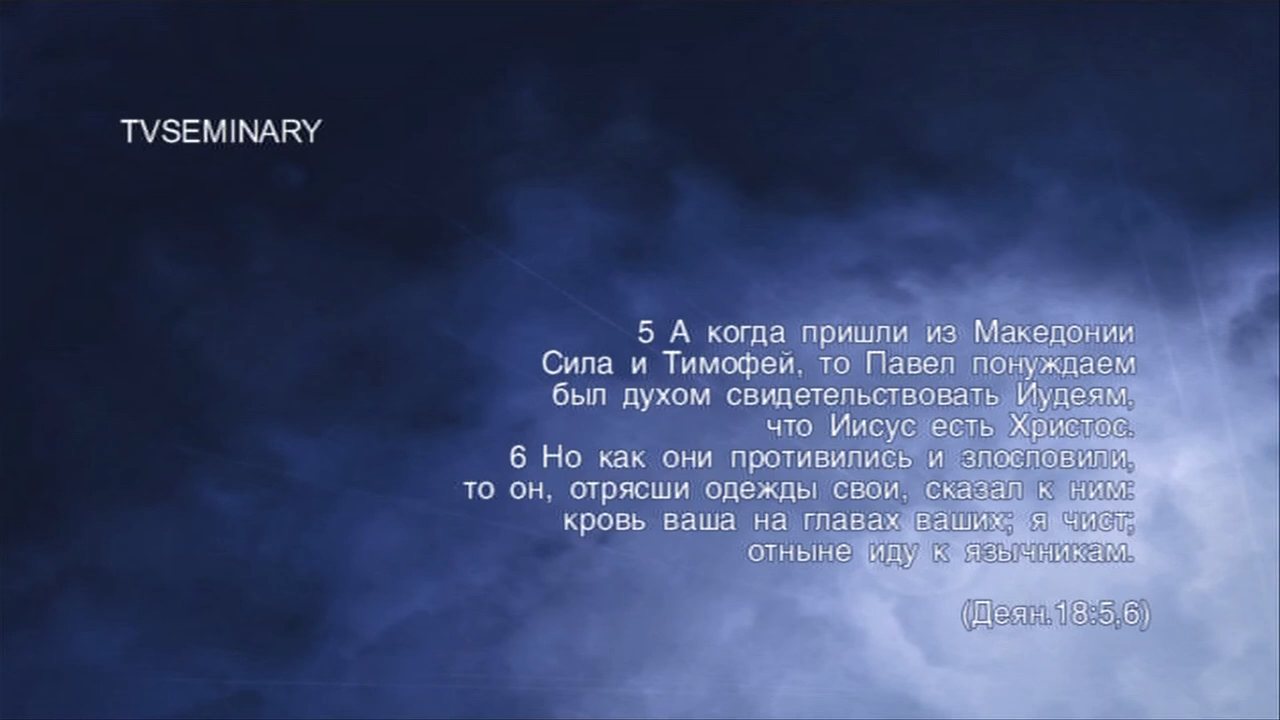 TVSEMINARY
5 А когда пришли из Македонии
Сила и Тимофей, то Павел понуждаем
был духом свидетельствовать Иудеям,
что Иисус есть Христос.
6 Но как они противились и злословили,
то он, отрясши одежды свои, сказал к ним:
кровь ваша на главах ваших; я чист;
отныне иду к язычникам.
(Деян.18:5,6)